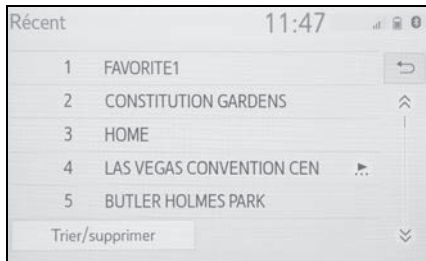 Récent 11:47
1 FAVORITE1
2 CONSTITUTION GARDENS
3 HOME
4 LAS VEGAS CONVENTION CEN
5 BUTLER HOLMES PARK
Trier/supprimer